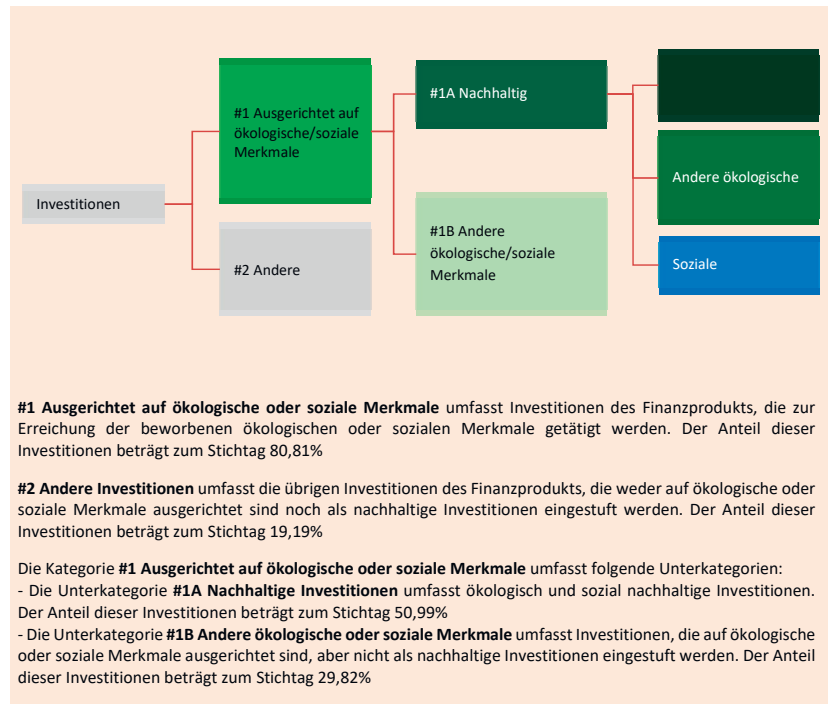 Investitionen
#1 Ausgerichtet auf
ökologische/soziale
Merkmale
#2 Andere
#1A Nachhaltig
#1B Andere
ökologische/soziale
Merkmale
Andere ökologische
Soziale
#1 Ausgerichtet auf ökologische oder soziale Merkmale umfasst Investitionen des Finanzprodukts, die zur
Erreichung der beworbenen ökologischen oder sozialen Merkmale getätigt werden. Der Anteil dieser
Investitionen beträgt zum Stichtag 80,81%
#2 Andere Investitionen umfasst die übrigen Investitionen des Finanzprodukts, die weder auf ökologische oder
soziale Merkmale ausgerichtet sind noch als nachhaltige Investitionen eingestuft werden. Der Anteil dieser
Investitionen beträgt zum Stichtag 19,19%
Die Kategorie #1 Ausgerichtet auf ökologische oder soziale Merkmale umfasst folgende Unterkategorien:
- Die Unterkategorie #1A Nachhaltige Investitionen umfasst ökologisch und sozial nachhaltige Investitionen.
Der Anteil dieser Investitionen beträgt zum Stichtag 50,99%
- Die Unterkategorie #1B Andere ökologische oder soziale Merkmale umfasst Investitionen, die auf ökologische
oder soziale Merkmale ausgerichtet sind, aber nicht als nachhaltige Investitionen eingestuft werden. Der Anteil
dieser Investitionen beträgt zum Stichtag 29,82%